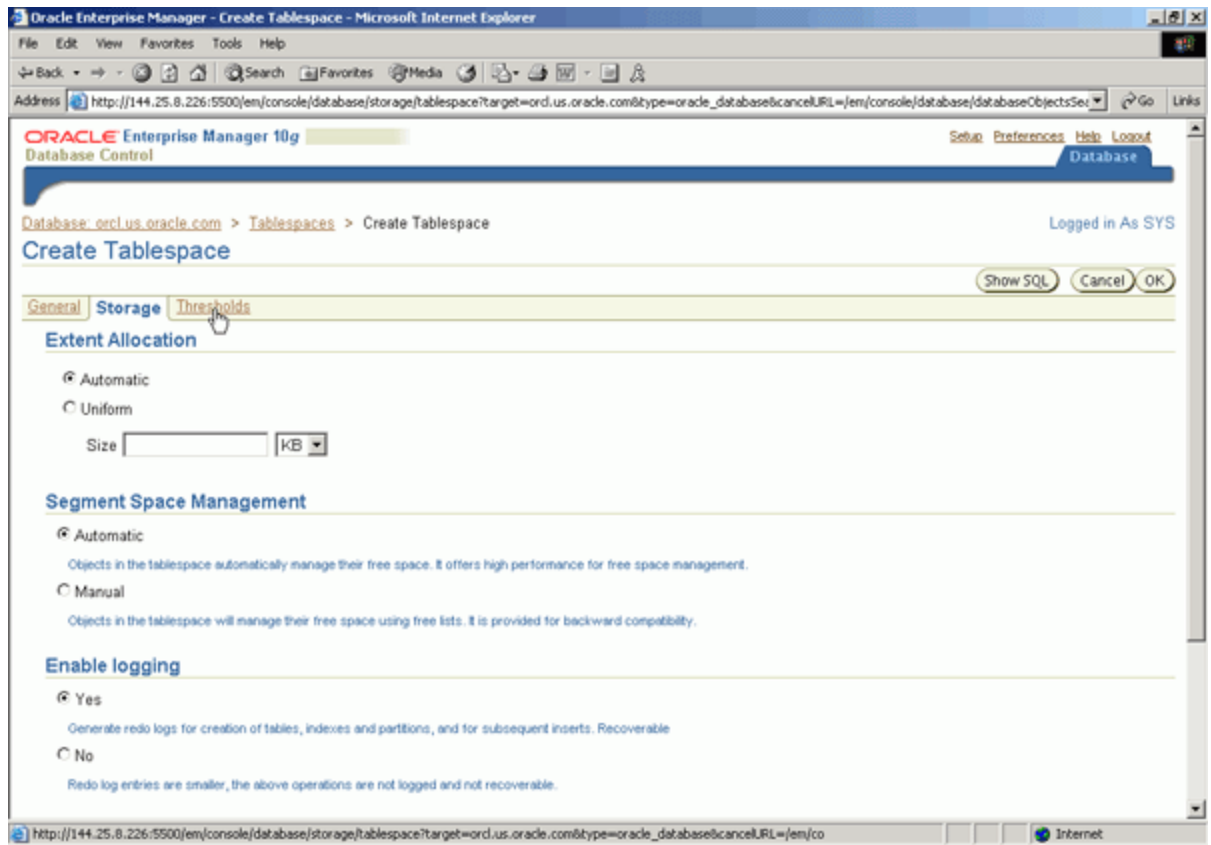 Oracle Enterprise Manager - Create Tablespace - Microsoft Internet Explorer
File Edit View Favorites Tools Help
Back Search Favorites Media
Address http://144.25.8.226:5500/em/console/database/storage/tablespace?target=orcl.us.oracle.com&type=oracle_database&cancelURL=/em/console/database/databaseObjectsSea Go Links
ORACLE Enterprise Manager 10g
Database Control
Setup Preferences Help Logout
Database
Database: orcl.us.oracle.com > Tablespaces > Create Tablespace
Logged in As SYS
Create Tablespace
Show SQL Cancel OK
General Storage Thresholds
Extent Allocation
Automatic
Uniform
Size KB
Segment Space Management
Automatic
Objects in the tablespace automatically manage their free space. It offers high performance for free space management.
Manual
Objects in the tablespace will manage their free space using free lists. It is provided for backward compatibility.
Enable logging
Yes
Generate redo logs for creation of tables, indexes and partitions, and for subsequent inserts. Recoverable
No
Redo log entries are smaller, the above operations are not logged and not recoverable.
http://144.25.8.226:5500/em/console/database/storage/tablespace?target=orcl.us.oracle.com&type=oracle_database&cancelURL=/em/co Internet